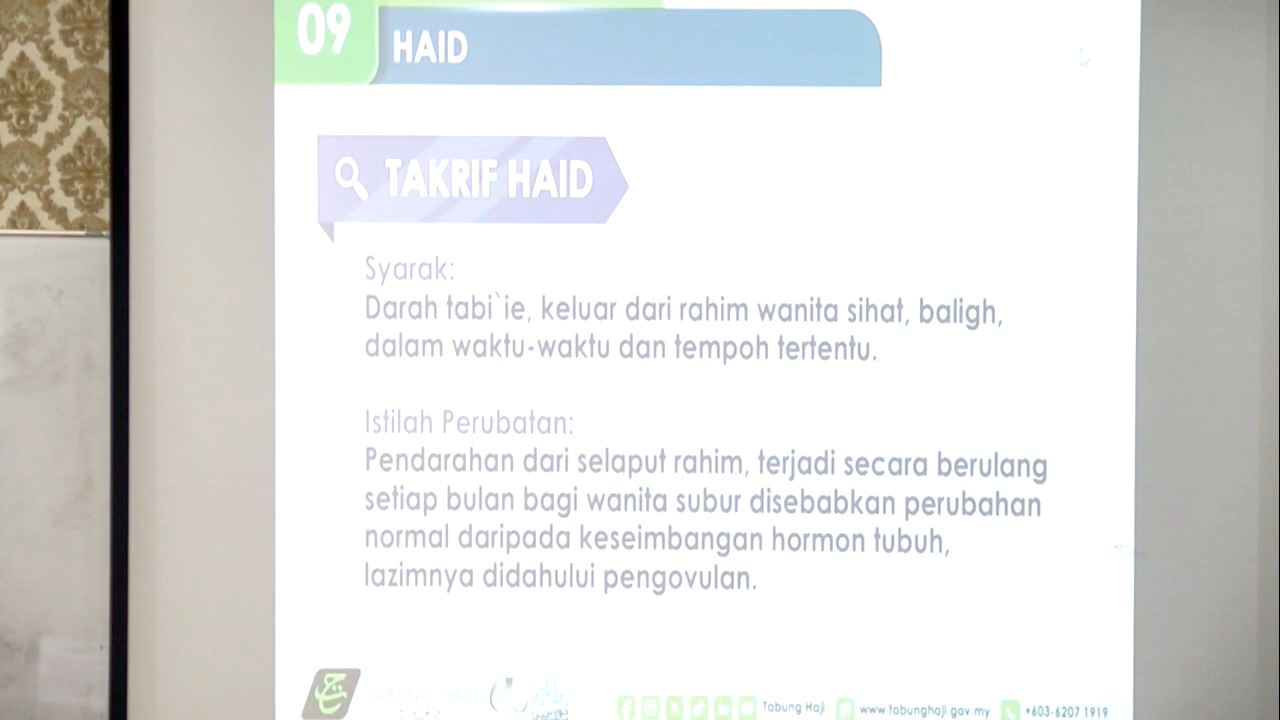 09
HAID
TAKRIF HAID
Syarak:
Darah tabi`ie, keluar dari rahim wanita sihat, baligh,
dalam waktu-waktu dan tempoh tertentu.
Istilah Perubatan:
Pendarahan dari selaput rahim, terjadi secara berulang
setiap bulan bagi wanita subur disebabkan perubahan
normal daripada keseimbangan hormon tubuh,
lazimnya didahului pengovulan.
TABUNG HAJI
Tabung Haji www.tabunghaji.gov.my +603-6207 1919